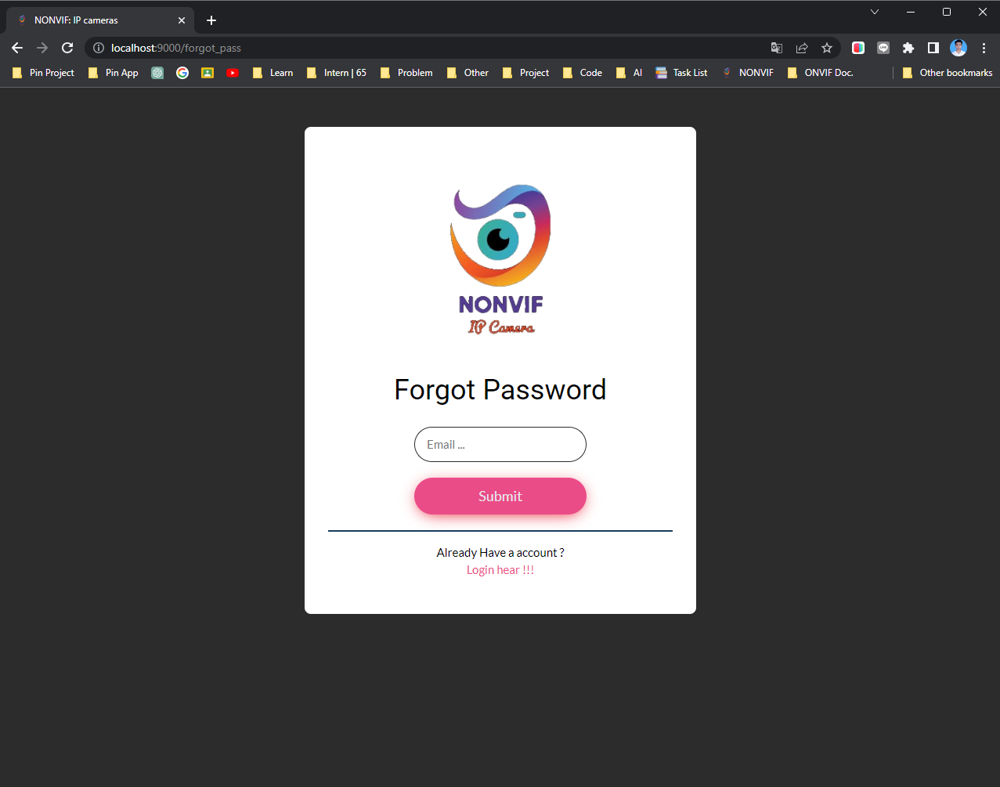 NONVIF: IP cameras
localhost:9000/forgot_pass
Pin Project Pin App Learn Intern | 65 Problem Other Project Code AI Task List NONVIF ONVIF Doc. Other bookmarks
NONVIF
IP Camera
Forgot Password
Email ...
Submit
Already Have a account ?
Login hear !!!